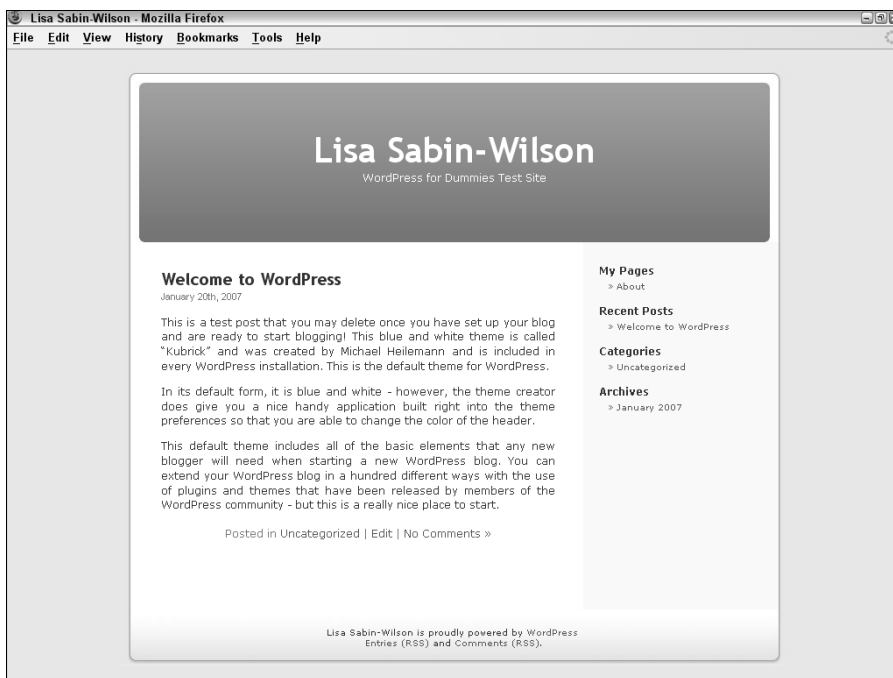 Lisa Sabin-Wilson - Mozilla Firefox
File Edit View History Bookmarks Tools Help
Lisa Sabin-Wilson
WordPress for Dummies Test Site
Welcome to WordPress
January 20th, 2007
This is a test post that you may delete once you have set up your blog
and are ready to start blogging! This blue and white theme is called
“Kubrick” and was created by Michael Heilemann and is included in
every WordPress installation. This is the default theme for WordPress.
In its default form, it is blue and white - however, the theme creator
does give you a nice handy application built right into the theme
preferences so that you are able to change the color of the header.
This default theme includes all of the basic elements that any new
blogger will need when starting a new WordPress blog. You can
extend your WordPress blog in a hundred different ways with the use
of plugins and themes that have been released by members of the
WordPress community - but this is a really nice place to start.
Posted in Uncategorized | Edit | No Comments »
My Pages
» About
Recent Posts
» Welcome to WordPress
Categories
» Uncategorized
Archives
» January 2007
Lisa Sabin-Wilson is proudly powered by WordPress
Entries (RSS) and Comments (RSS).